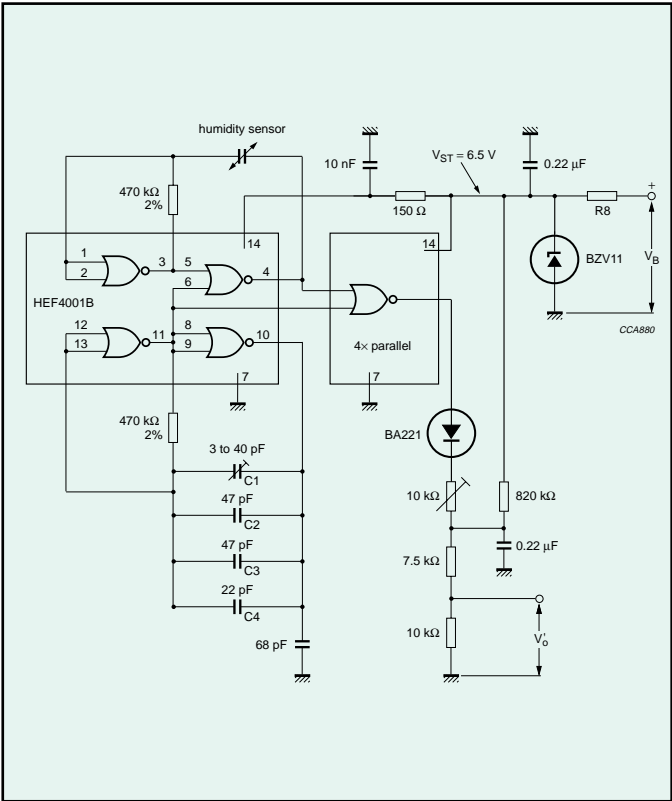 humidity sensor
10 nF
V_ST = 6.5 V
0.22 μF
+
470 kΩ
2%
150 Ω
R8
14
14
V_B
BZV11
1
2
3
5
6
4
HEF4001B
12
13
11
8
9
10
CCA880
4× parallel
7
7
470 kΩ
2%
BA221
3 to 40 pF
C1
10 kΩ
820 kΩ
47 pF
C2
0.22 μF
47 pF
C3
7.5 kΩ
22 pF
C4
10 kΩ
V'_o
68 pF